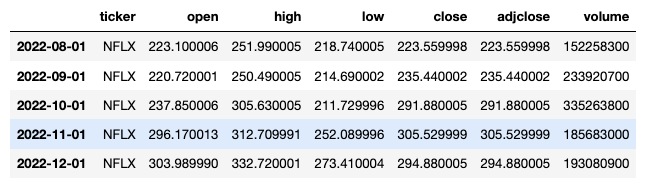 ticker open high low close adjclose volume
2022-08-01 NFLX 223.100006 251.990005 218.740005 223.559998 223.559998 152258300
2022-09-01 NFLX 220.720001 250.490005 214.690002 235.440002 235.440002 233920700
2022-10-01 NFLX 237.850006 305.630005 211.729996 291.880005 291.880005 335263800
2022-11-01 NFLX 296.170013 312.709991 252.089996 305.529999 305.529999 185683000
2022-12-01 NFLX 303.989990 332.720001 273.410004 294.880005 294.880005 193080900